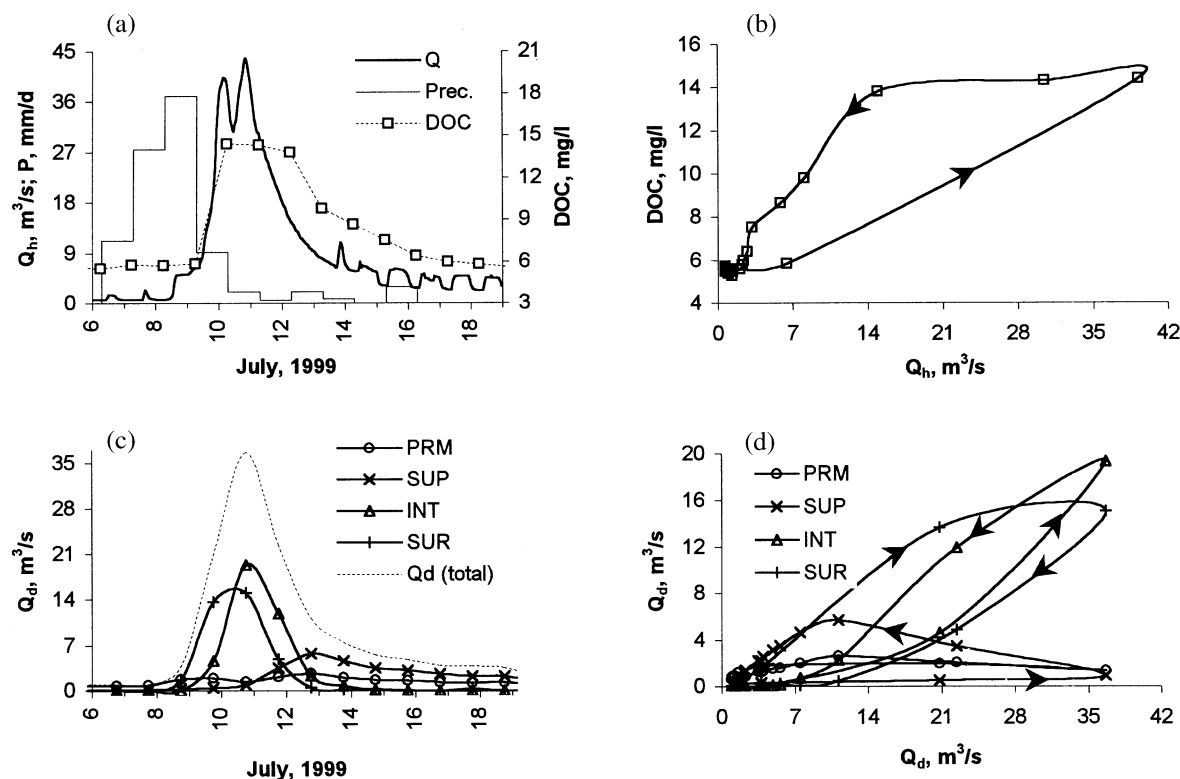 (a)
Q
Prec.
DOC
Qh, m³/s; P, mm/d
45
36
27
18
9
0
21
18
15
12
9
6
3
DOC, mg/l
6 8 10 12 14 16 18
July, 1999
(b)
DOC, mg/l
16
14
12
10
8
6
4
0 7 14 21 28 35 42
Qh, m³/s
(c)
PRM
SUP
INT
SUR
Qd (total)
Qd, m³/s
35
28
21
14
7
0
6 8 10 12 14 16 18
July, 1999
(d)
PRM
SUP
INT
SUR
Qd, m³/s
20
16
12
8
4
0
0 7 14 21 28 35 42
Qd, m³/s